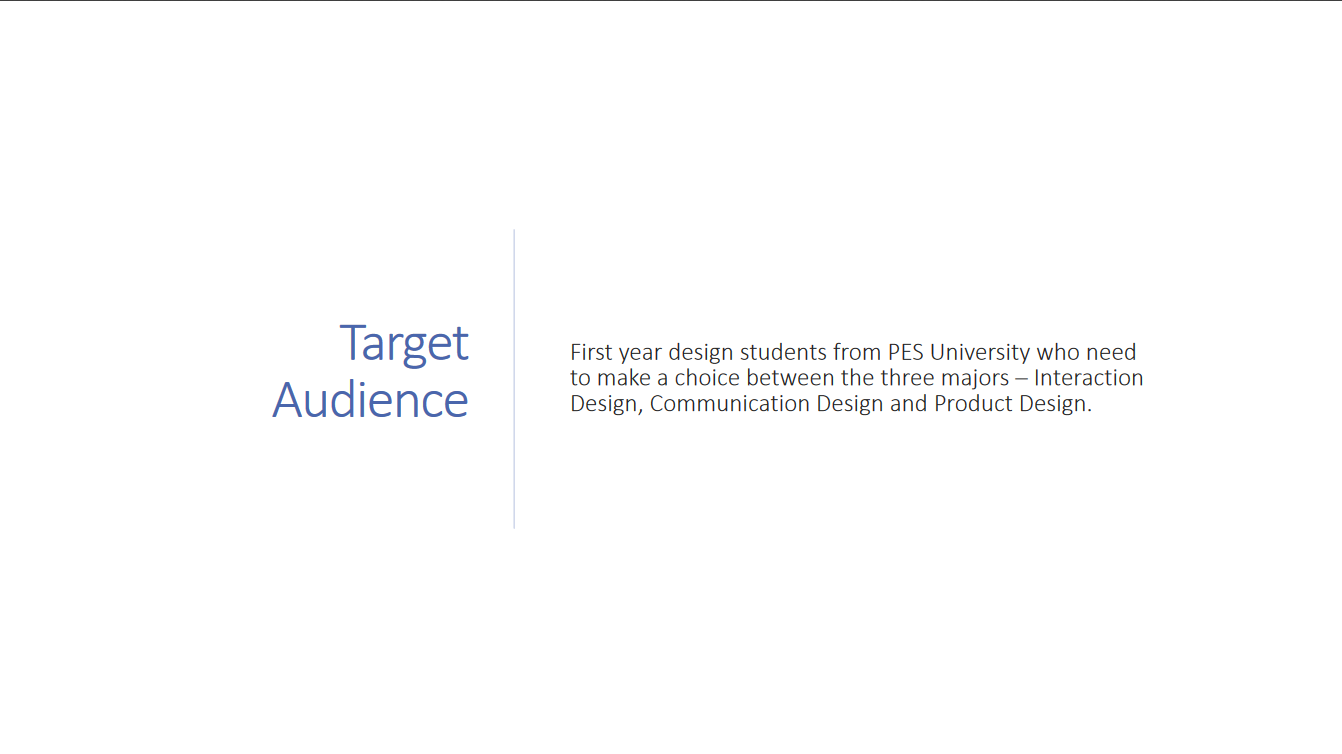 Target
Audience
First year design students from PES University who need
to make a choice between the three majors – Interaction
Design, Communication Design and Product Design.